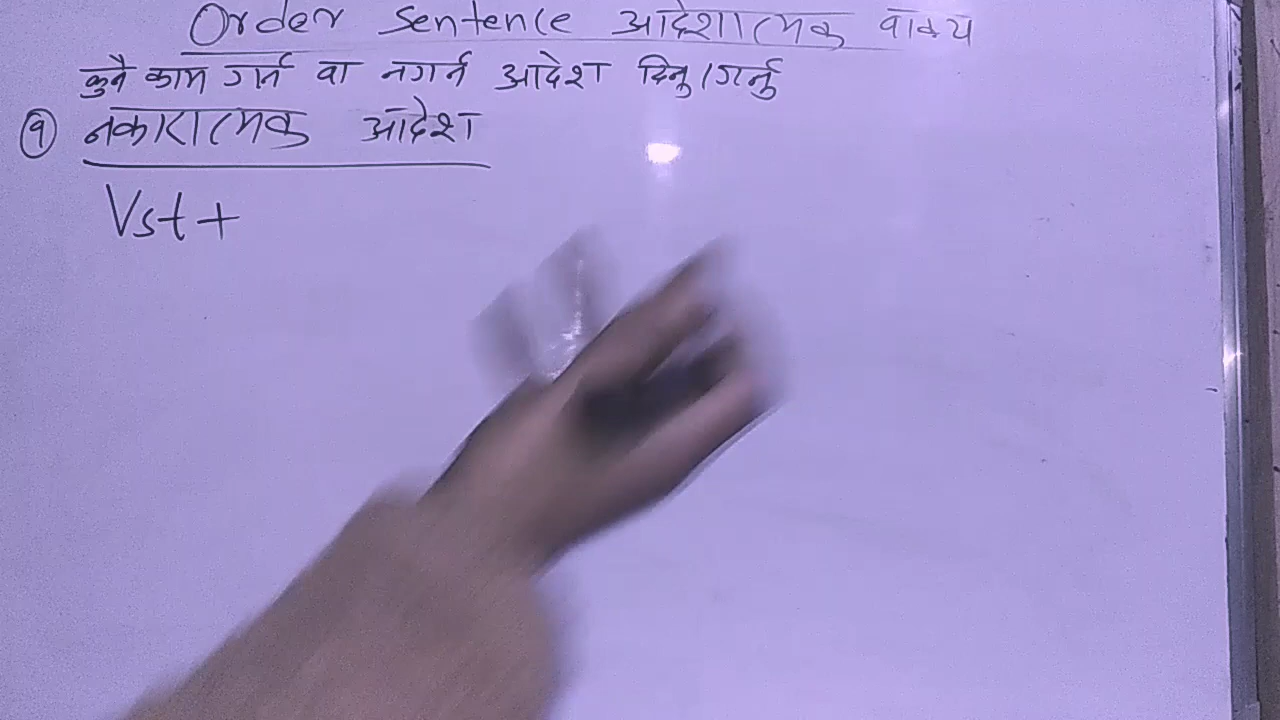 Order Sentence आदेशात्मक वाक्य
कुनै काम गर्न वा नगर्न आदेश दिनु/गर्नु
१ नकारात्मक आदेश
Vst +